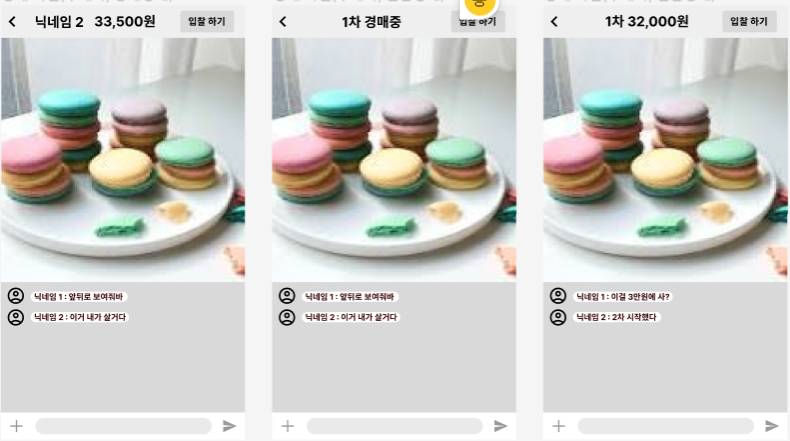 닉네임 2 33,500원
입찰 하기
닉네임 1 : 앞뒤로 보여줘바
닉네임 2 : 이거 내가 살거다
1차 경매중
입찰 하기
닉네임 1 : 앞뒤로 보여줘바
닉네임 2 : 이거 내가 살거다
1차 32,000원
입찰 하기
닉네임 1 : 이걸 3만원에 사?
닉네임 2 : 2차 시작했다